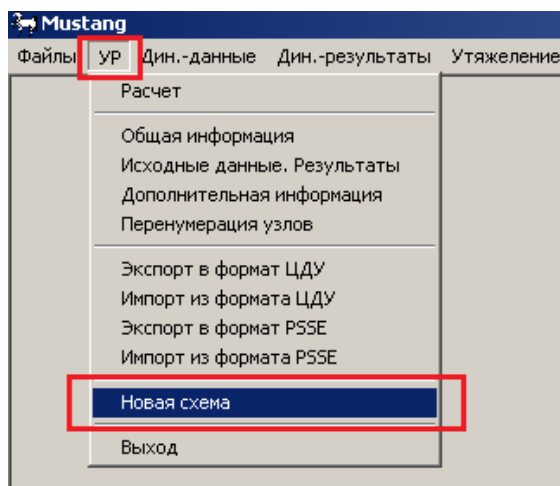 Mustang
Файлы УР Дин.-данные Дин.-результаты Утяжеление
Расчет
Общая информация
Исходные данные. Результаты
Дополнительная информация
Перенумерация узлов
Экспорт в формат ЦДУ
Импорт из формата ЦДУ
Экспорт в формат PSSE
Импорт из формата PSSE
Новая схема
Выход